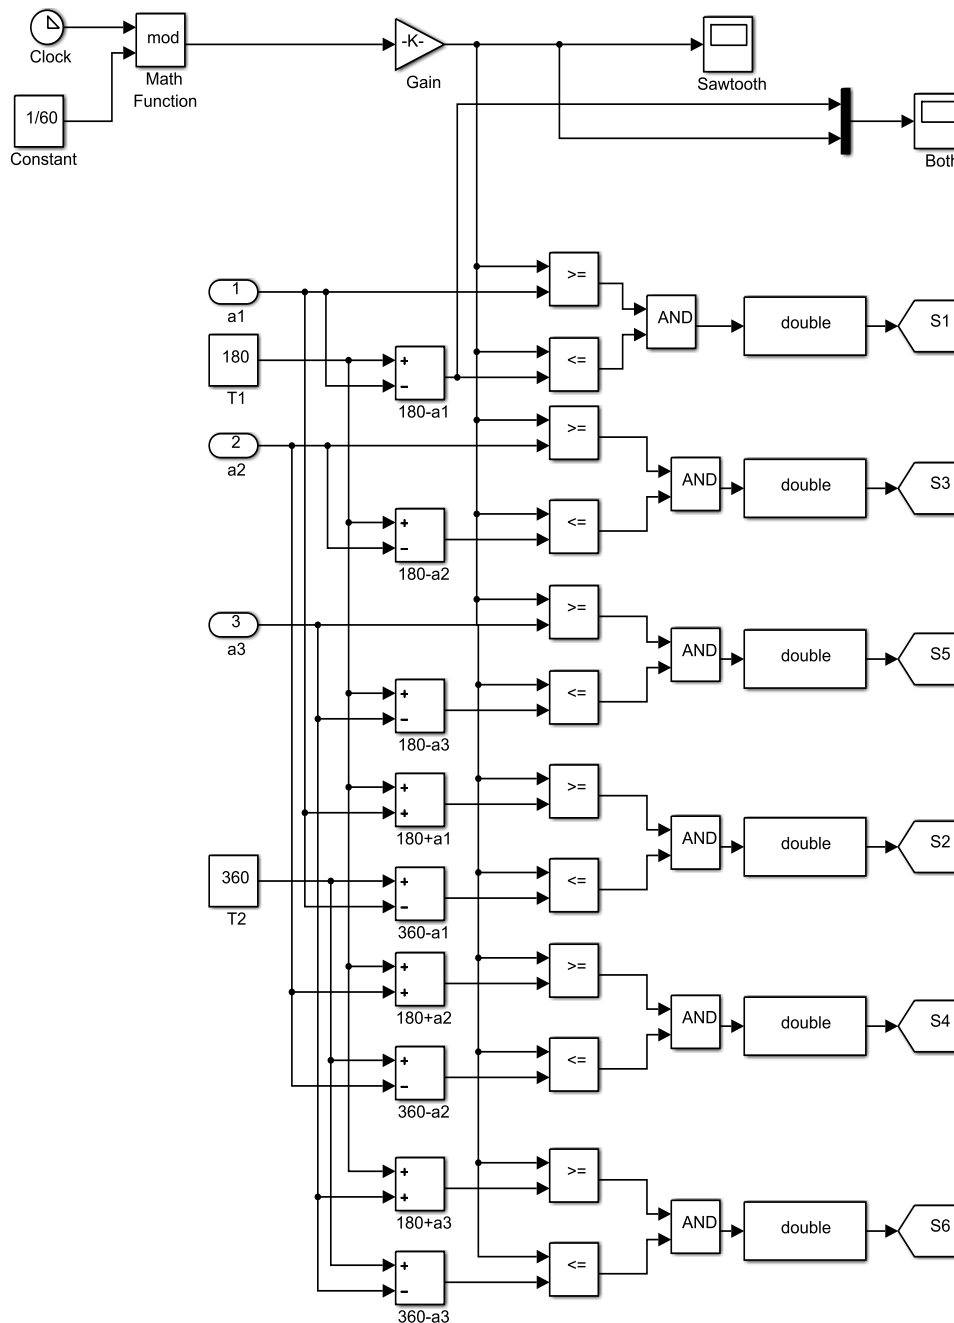 Clock
mod
Math
Function
1/60
Constant
-K-
Gain
Sawtooth
Both
1
a1
180
T1
+
−
180-a1
>=
<=
AND
double
S1
2
a2
+
−
180-a2
>=
<=
AND
double
S3
3
a3
+
−
180-a3
>=
<=
AND
double
S5
+
+
180+a1
360
T2
+
−
360-a1
>=
<=
AND
double
S2
+
+
180+a2
+
−
360-a2
>=
<=
AND
double
S4
+
+
180+a3
+
−
360-a3
>=
<=
AND
double
S6